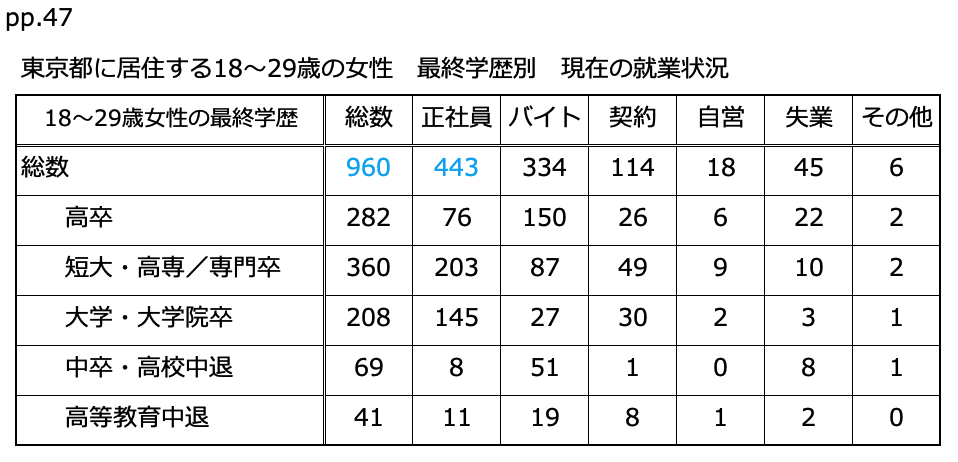 pp.47
東京都に居住する18～29歳の女性　最終学歴別　現在の就業状況
18～29歳女性の最終学歴 総数 正社員 バイト 契約 自営 失業 その他
総数 960 443 334 114 18 45 6
高卒 282 76 150 26 6 22 2
短大・高専／専門卒 360 203 87 49 9 10 2
大学・大学院卒 208 145 27 30 2 3 1
中卒・高校中退 69 8 51 1 0 8 1
高等教育中退 41 11 19 8 1 2 0